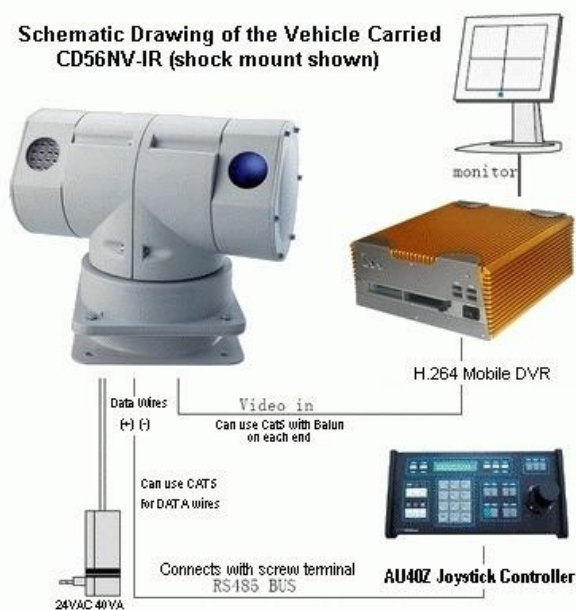 Schematic Drawing of the Vehicle Carried
CD56NV-IR (shock mount shown)
monitor
H.264 Mobile DVR
Data Wires
(+) (-)
Video in
Can use Cat5 with Balun
on each end
Can use CAT5
for DATA wires
Connects with screw terminal
RS485 BUS
AU40Z Joystick Controller
24VAC 40VA